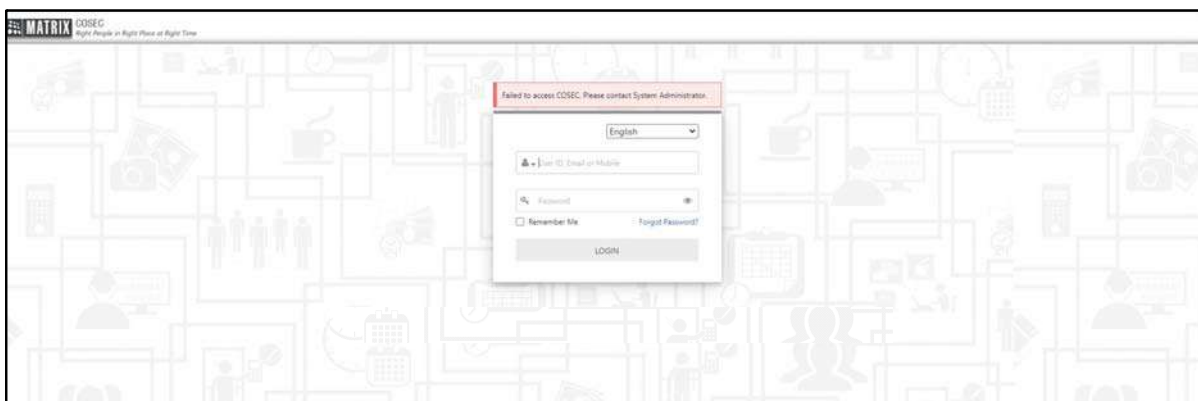 MATRIX COSEC
Right People in Right Place at Right Time
Failed to access COSEC. Please contact System Administrator.
English
User ID, Email or Mobile
Password
Remember Me Forgot Password?
LOGIN